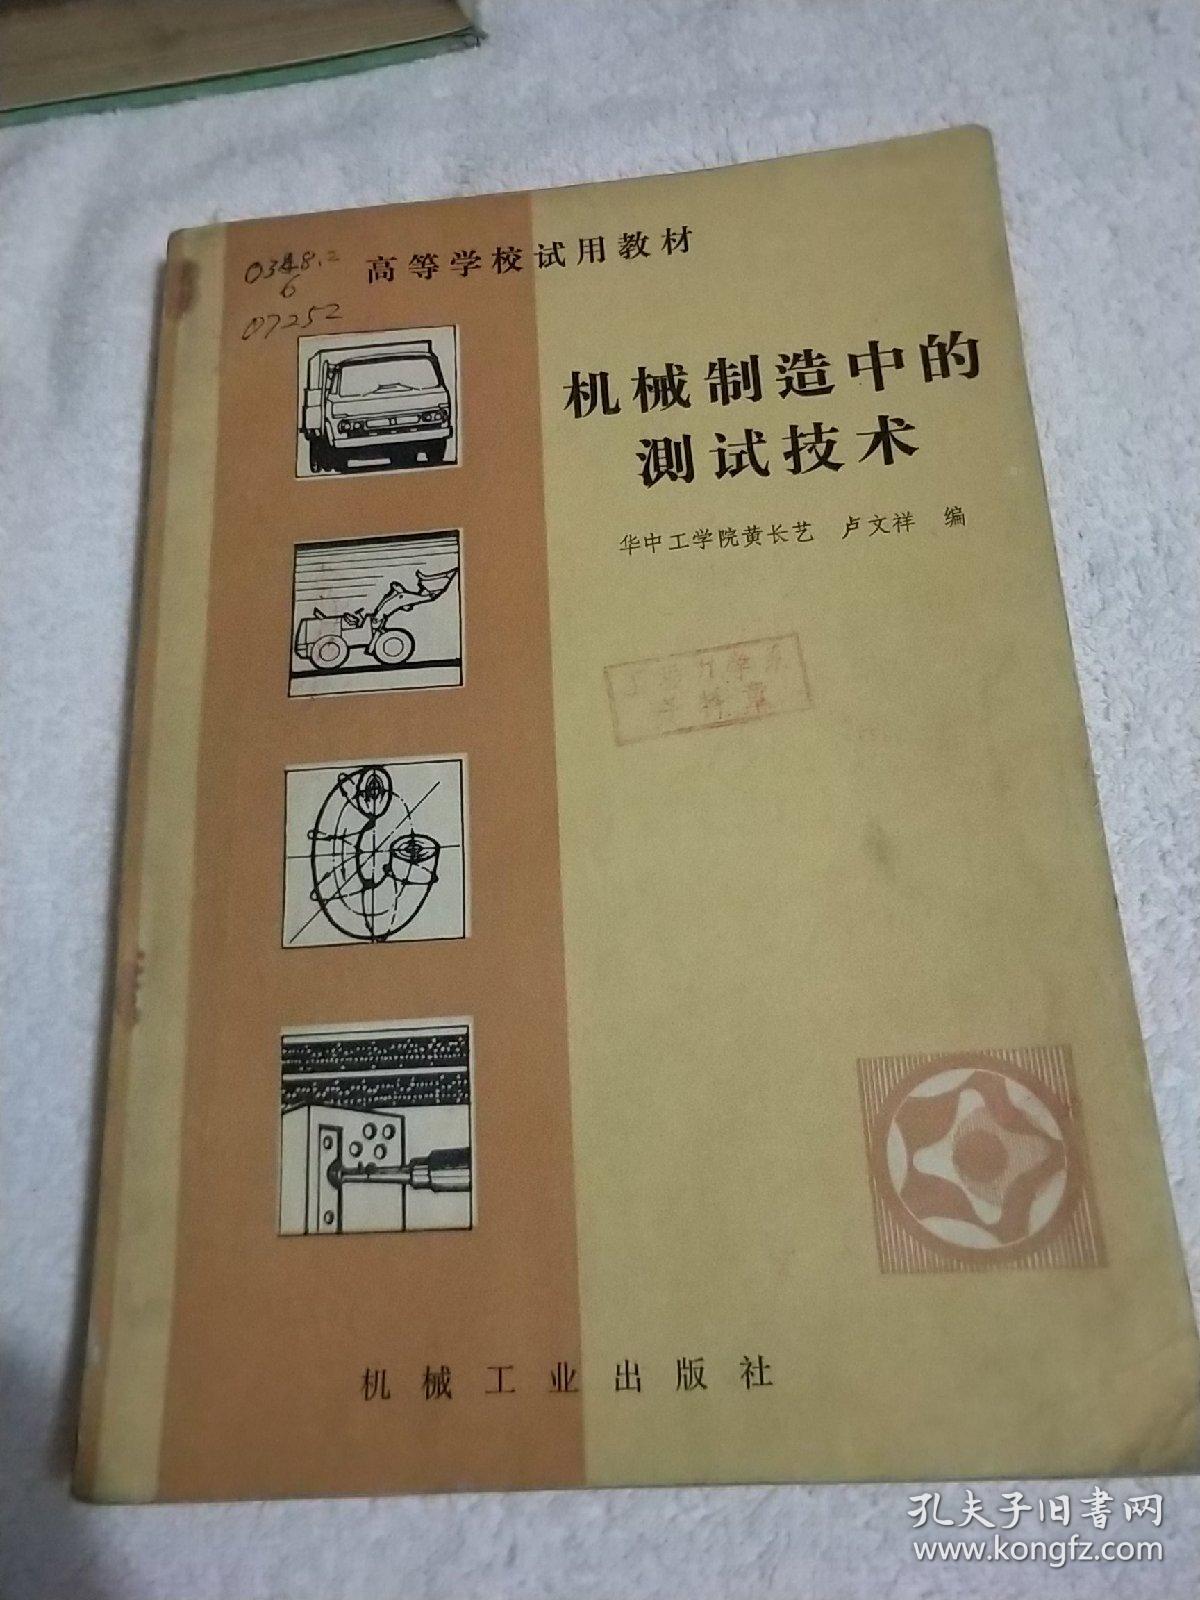 高等学校试用教材
6
07252
机械制造中的
测试技术
华中工学院黄长艺 卢文祥 编
机械工业出版社
孔夫子旧书网
www.kongfz.com